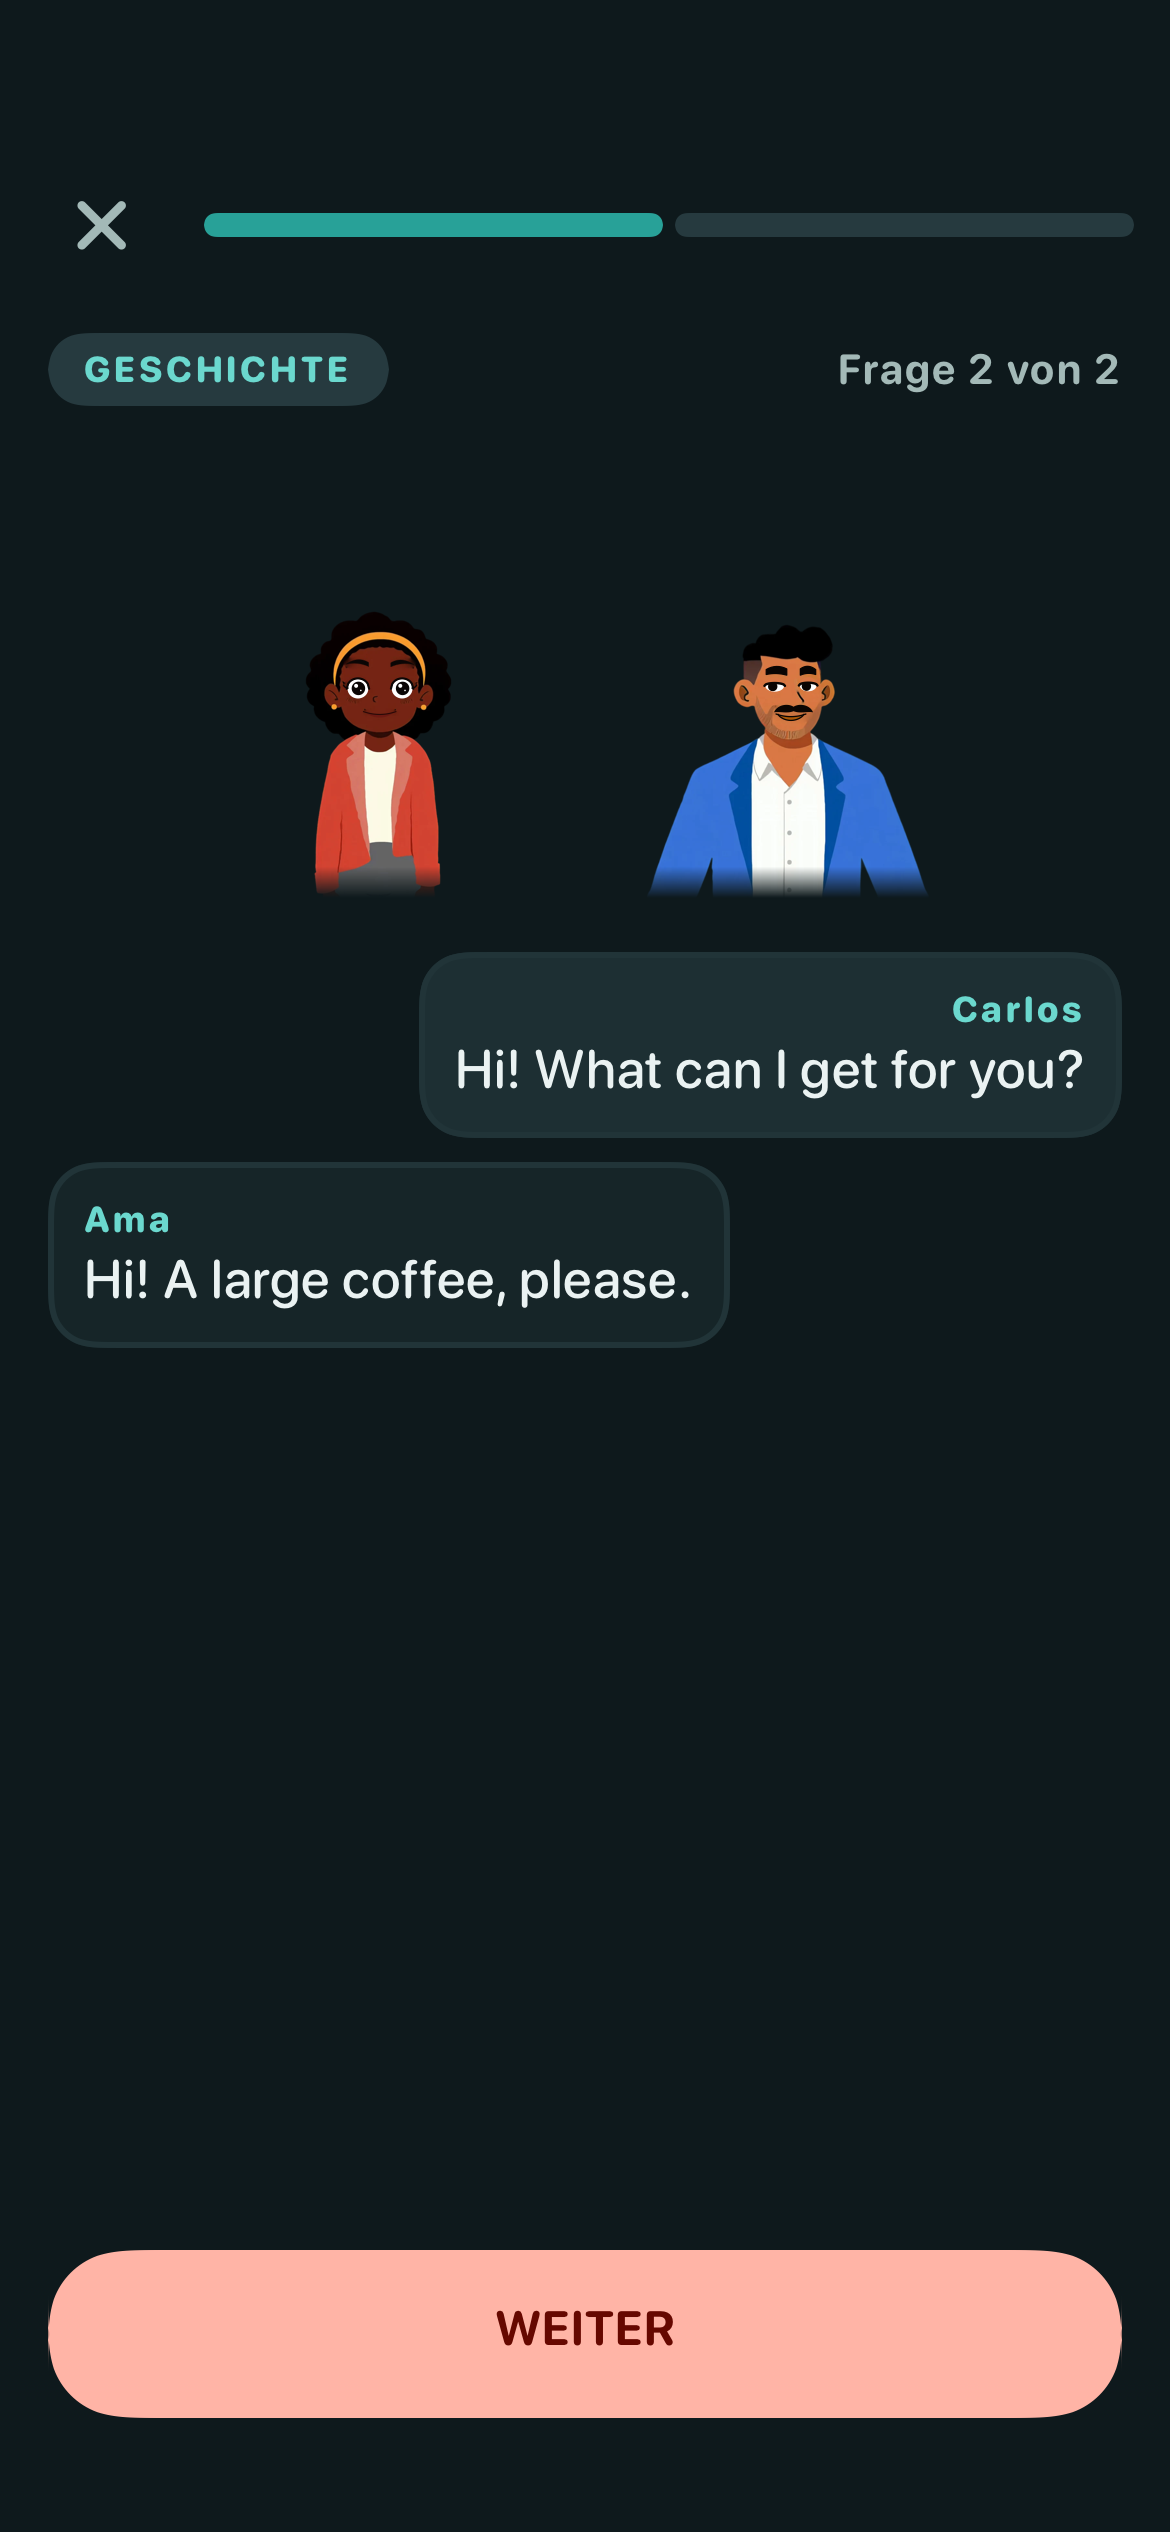 GESCHICHTE
Frage 2 von 2
Carlos
Hi! What can I get for you?
Ama
Hi! A large coffee, please.
WEITER